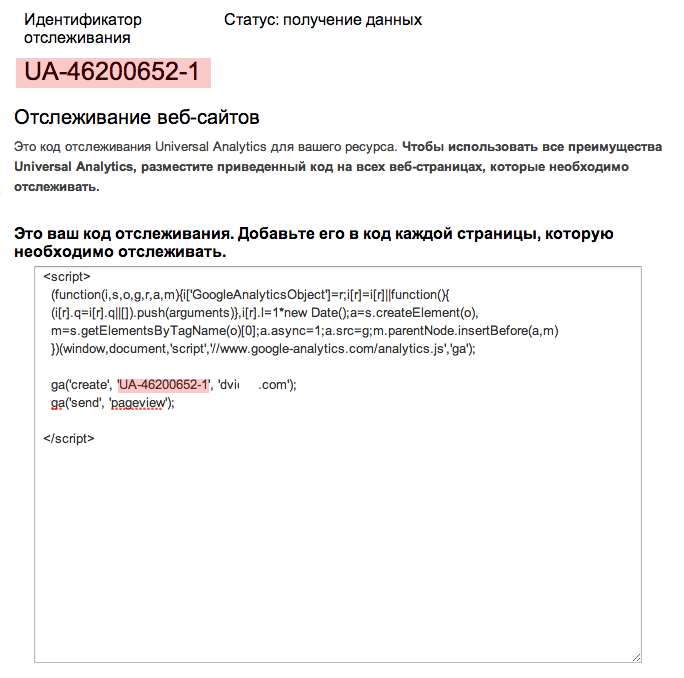 Идентификатор отслеживания
Статус: получение данных
UA-46200652-1
Отслеживание веб-сайтов
Это код отслеживания Universal Analytics для вашего ресурса. Чтобы использовать все преимущества
Universal Analytics, разместите приведенный код на всех веб-страницах, которые необходимо
отслеживать.
Это ваш код отслеживания. Добавьте его в код каждой страницы, которую
необходимо отслеживать.
<script>
(function(i,s,o,g,r,a,m){i['GoogleAnalyticsObject']=r;i[r]=i[r]||function(){
(i[r].q=i[r].q||[]).push(arguments)},i[r].l=1*new Date();a=s.createElement(o),
m=s.getElementsByTagName(o)[0];a.async=1;a.src=g;m.parentNode.insertBefore(a,m)
})(window,document,'script','//www.google-analytics.com/analytics.js','ga');
ga('create', 'UA-46200652-1', 'dvi .com');
ga('send', 'pageview');
</script>